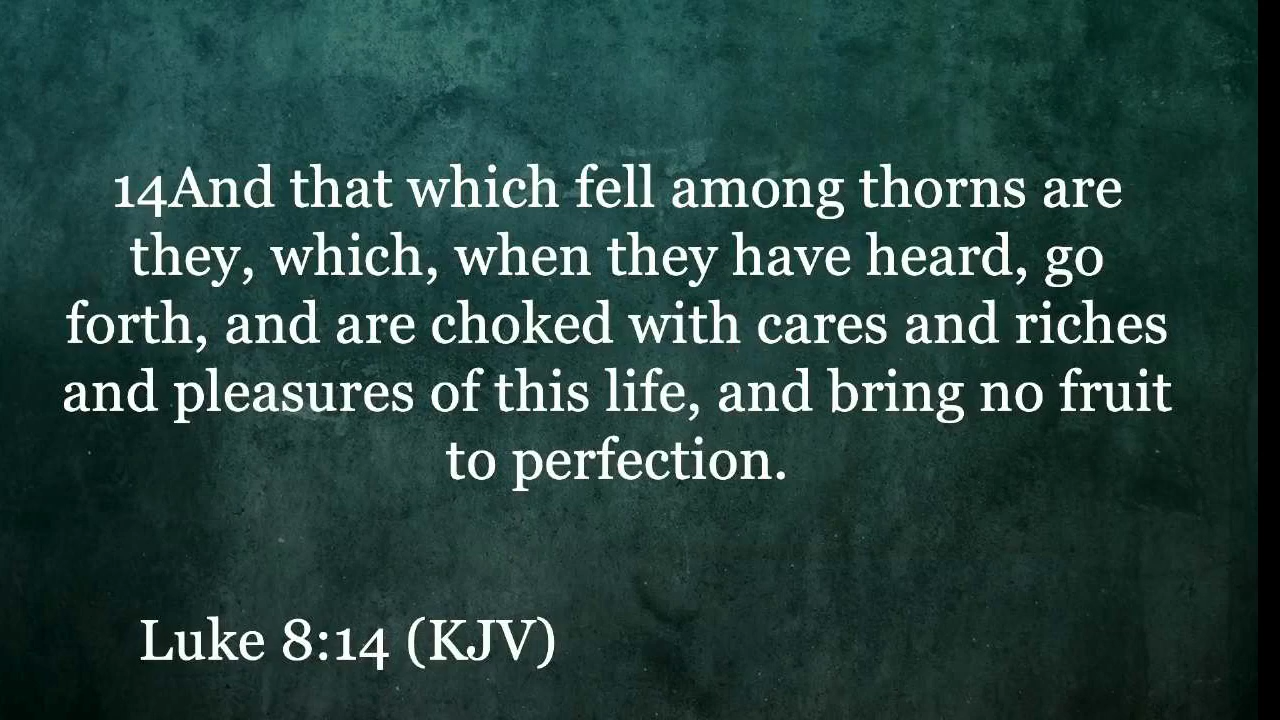 14And that which fell among thorns are
they, which, when they have heard, go
forth, and are choked with cares and riches
and pleasures of this life, and bring no fruit
to perfection.
Luke 8:14 (KJV)